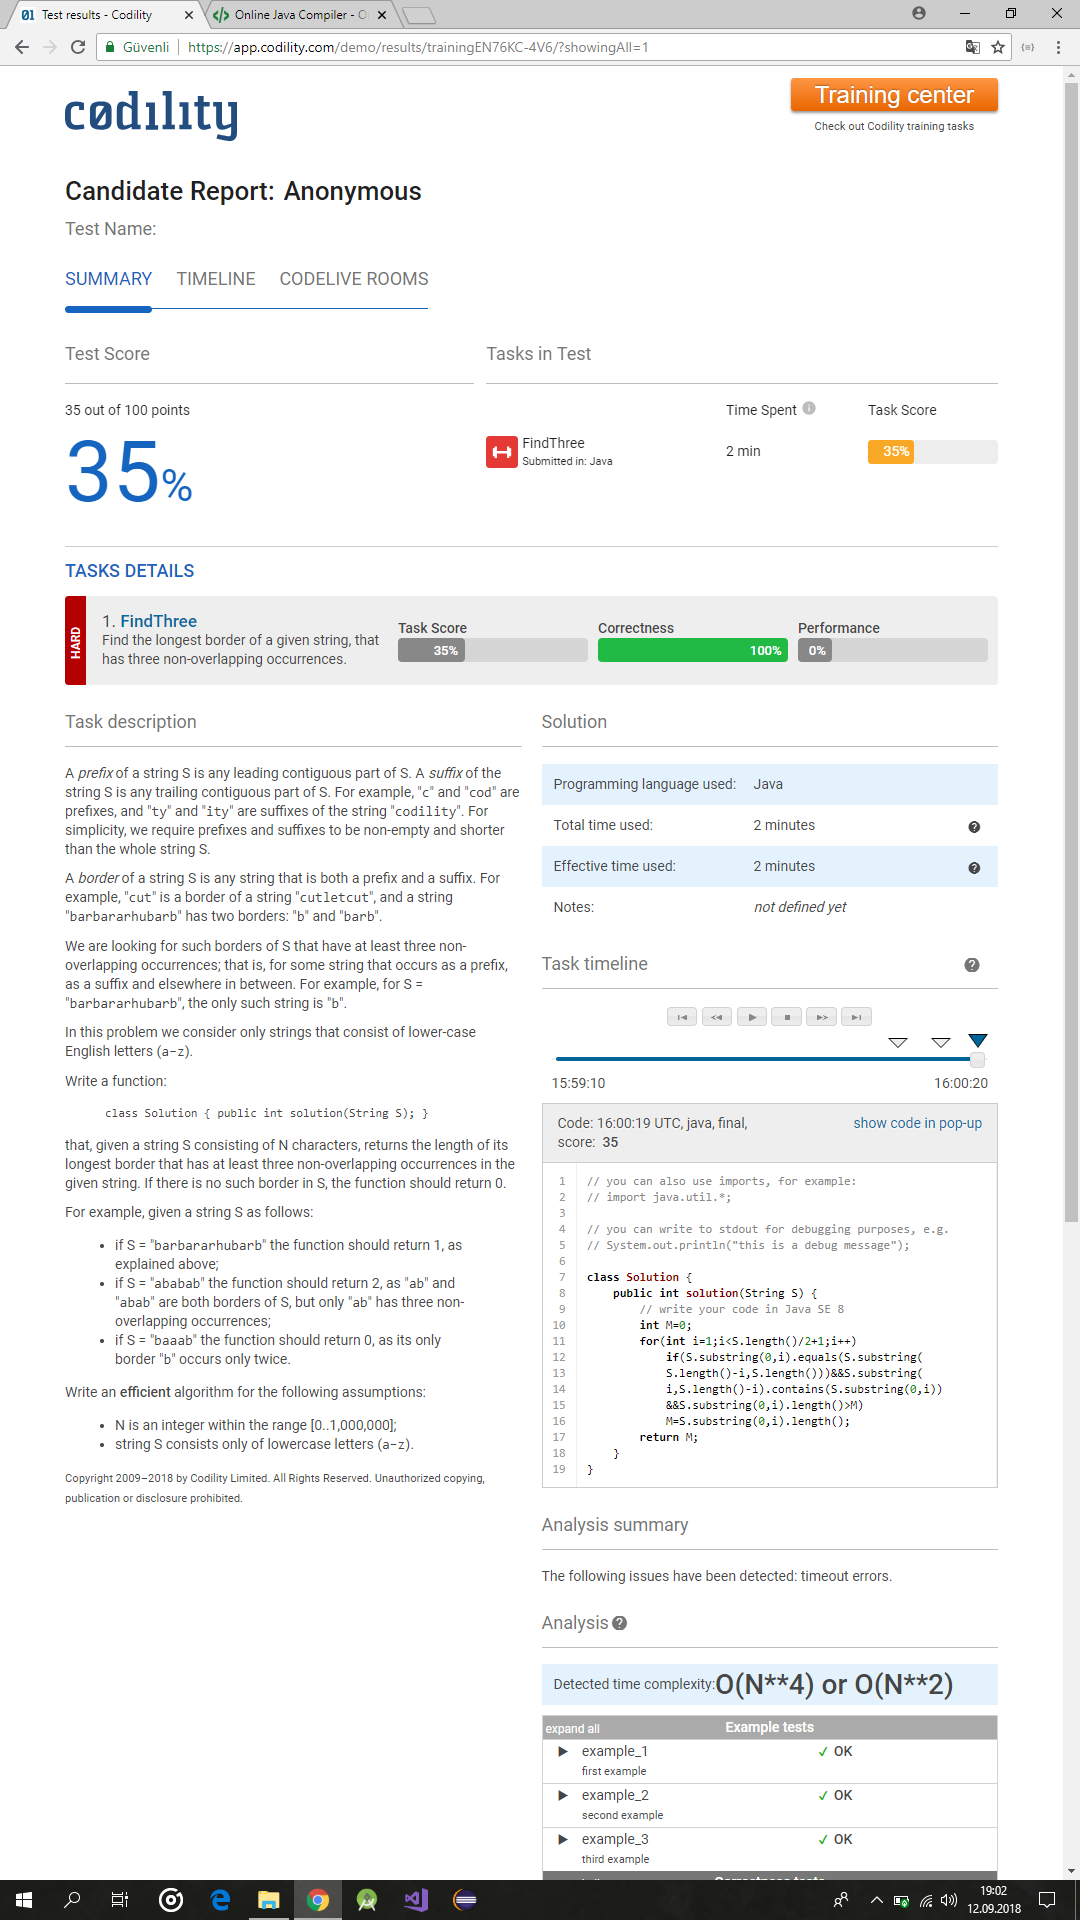 Test results - Codility
Online Java Compiler - O
Güvenli
https://app.codility.com/demo/results/trainingEN76KC-4V6/?showingAll=1
codility
Training center
Check out Codility training tasks
Candidate Report: Anonymous
Test Name:
SUMMARY TIMELINE CODELIVE ROOMS
Test Score
35 out of 100 points
35%
Tasks in Test
Time Spent Task Score
FindThree
Submitted in: Java
2 min
35%
TASKS DETAILS
HARD
1. FindThree
Find the longest border of a given string, that
has three non-overlapping occurrences.
Task Score
35%
Correctness
100%
Performance
0%
Task description
A prefix of a string S is any leading contiguous part of S. A suffix of the
string S is any trailing contiguous part of S. For example, "c" and "cod" are
prefixes, and "ty" and "ity" are suffixes of the string "codility". For
simplicity, we require prefixes and suffixes to be non-empty and shorter
than the whole string S.
A border of a string S is any string that is both a prefix and a suffix. For
example, "cut" is a border of a string "cutletcut", and a string
"barbararhubarb" has two borders: "b" and "barb".
We are looking for such borders of S that have at least three non-
overlapping occurrences; that is, for some string that occurs as a prefix,
as a suffix and elsewhere in between. For example, for S =
"barbararhubarb", the only such string is "b".
In this problem we consider only strings that consist of lower-case
English letters (a-z).
Write a function:
class Solution { public int solution(String S); }
that, given a string S consisting of N characters, returns the length of its
longest border that has at least three non-overlapping occurrences in the
given string. If there is no such border in S, the function should return 0.
For example, given a string S as follows:
• if S = "barbararhubarb" the function should return 1, as
explained above;
• if S = "ababab" the function should return 2, as "ab" and
"abab" are both borders of S, but only "ab" has three non-
overlapping occurrences;
• if S = "baaab" the function should return 0, as its only
border "b" occurs only twice.
Write an efficient algorithm for the following assumptions:
• N is an integer within the range [0..1,000,000];
• string S consists only of lowercase letters (a-z).
Copyright 2009–2018 by Codility Limited. All Rights Reserved. Unauthorized copying,
publication or disclosure prohibited.
Solution
Programming language used: Java
Total time used: 2 minutes
Effective time used: 2 minutes
Notes: not defined yet
Task timeline
15:59:10
16:00:20
Code: 16:00:19 UTC, java, final,
score: 35
show code in pop-up
1 // you can also use imports, for example:
2 // import java.util.*;
3
4 // you can write to stdout for debugging purposes, e.g.
5 // System.out.println("this is a debug message");
6
7 class Solution {
8 public int solution(String S) {
9 // write your code in Java SE 8
10 int M=0;
11 for(int i=1;i<S.length()/2+1;i++)
12 if(S.substring(0,i).equals(S.substring(
13 S.length()-i,S.length()))&&S.substring(
14 i,S.length()-i).contains(S.substring(0,i))
15 &&S.substring(0,i).length()>M)
16 M=S.substring(0,i).length();
17 return M;
18 }
19 }
Analysis summary
The following issues have been detected: timeout errors.
Analysis
Detected time complexity: O(N**4) or O(N**2)
expand all Example tests
example_1
first example
✓ OK
example_2
second example
✓ OK
example_3
third example
✓ OK
19:02
12.09.2018